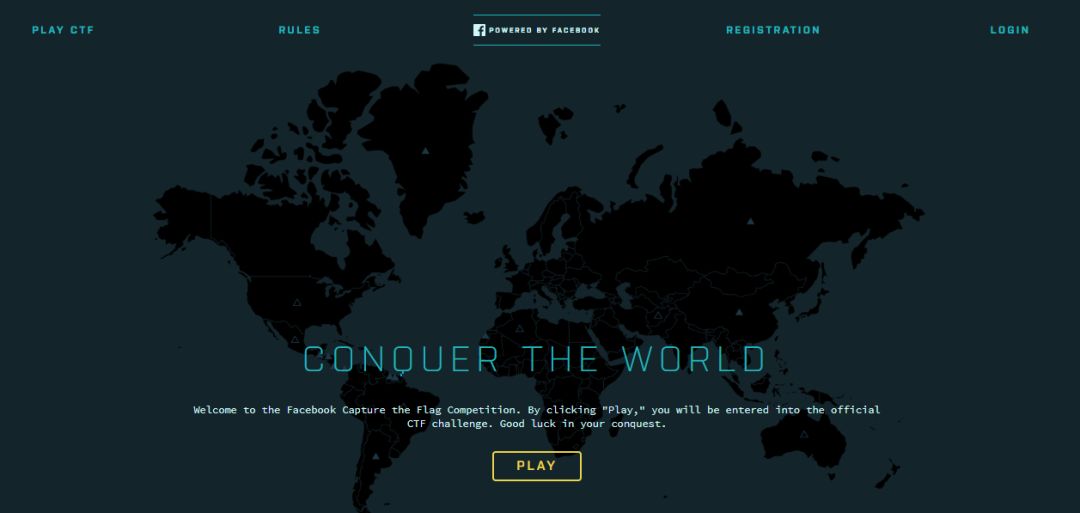 PLAY CTF
RULES
POWERED BY FACEBOOK
REGISTRATION
LOGIN
CONQUER THE WORLD
Welcome to the Facebook Capture the Flag Competition. By clicking "Play," you will be entered into the official
CTF challenge. Good luck in your conquest.
PLAY